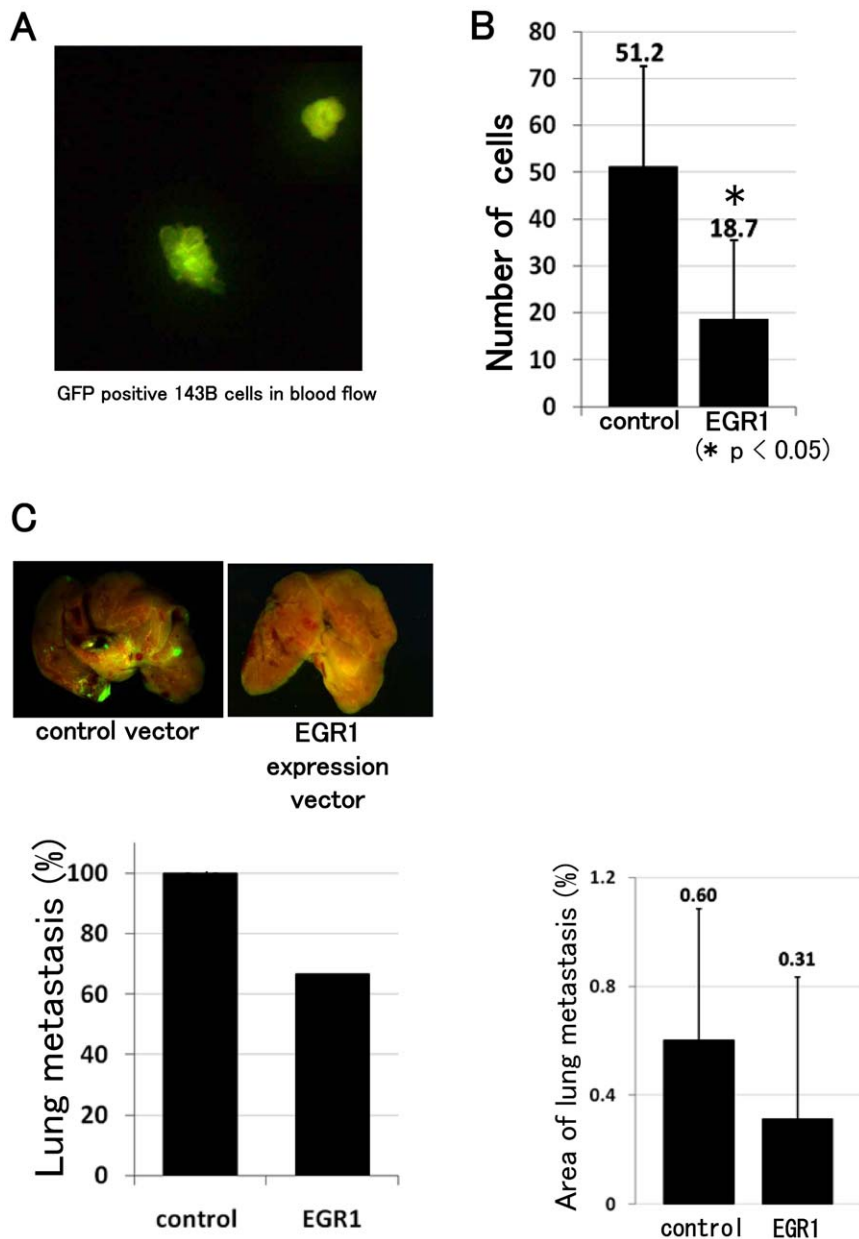 A
GFP positive 143B cells in blood flow
B
Number of cells
80
70
60
50
40
30
20
10
0
51.2
*
18.7
control
EGR1
(* p < 0.05)
C
control vector
EGR1
expression
vector
Lung metastasis (%)
100
80
60
40
20
0
control
EGR1
Area of lung metastasis (%)
1.2
0.8
0.4
0
0.60
0.31
control
EGR1